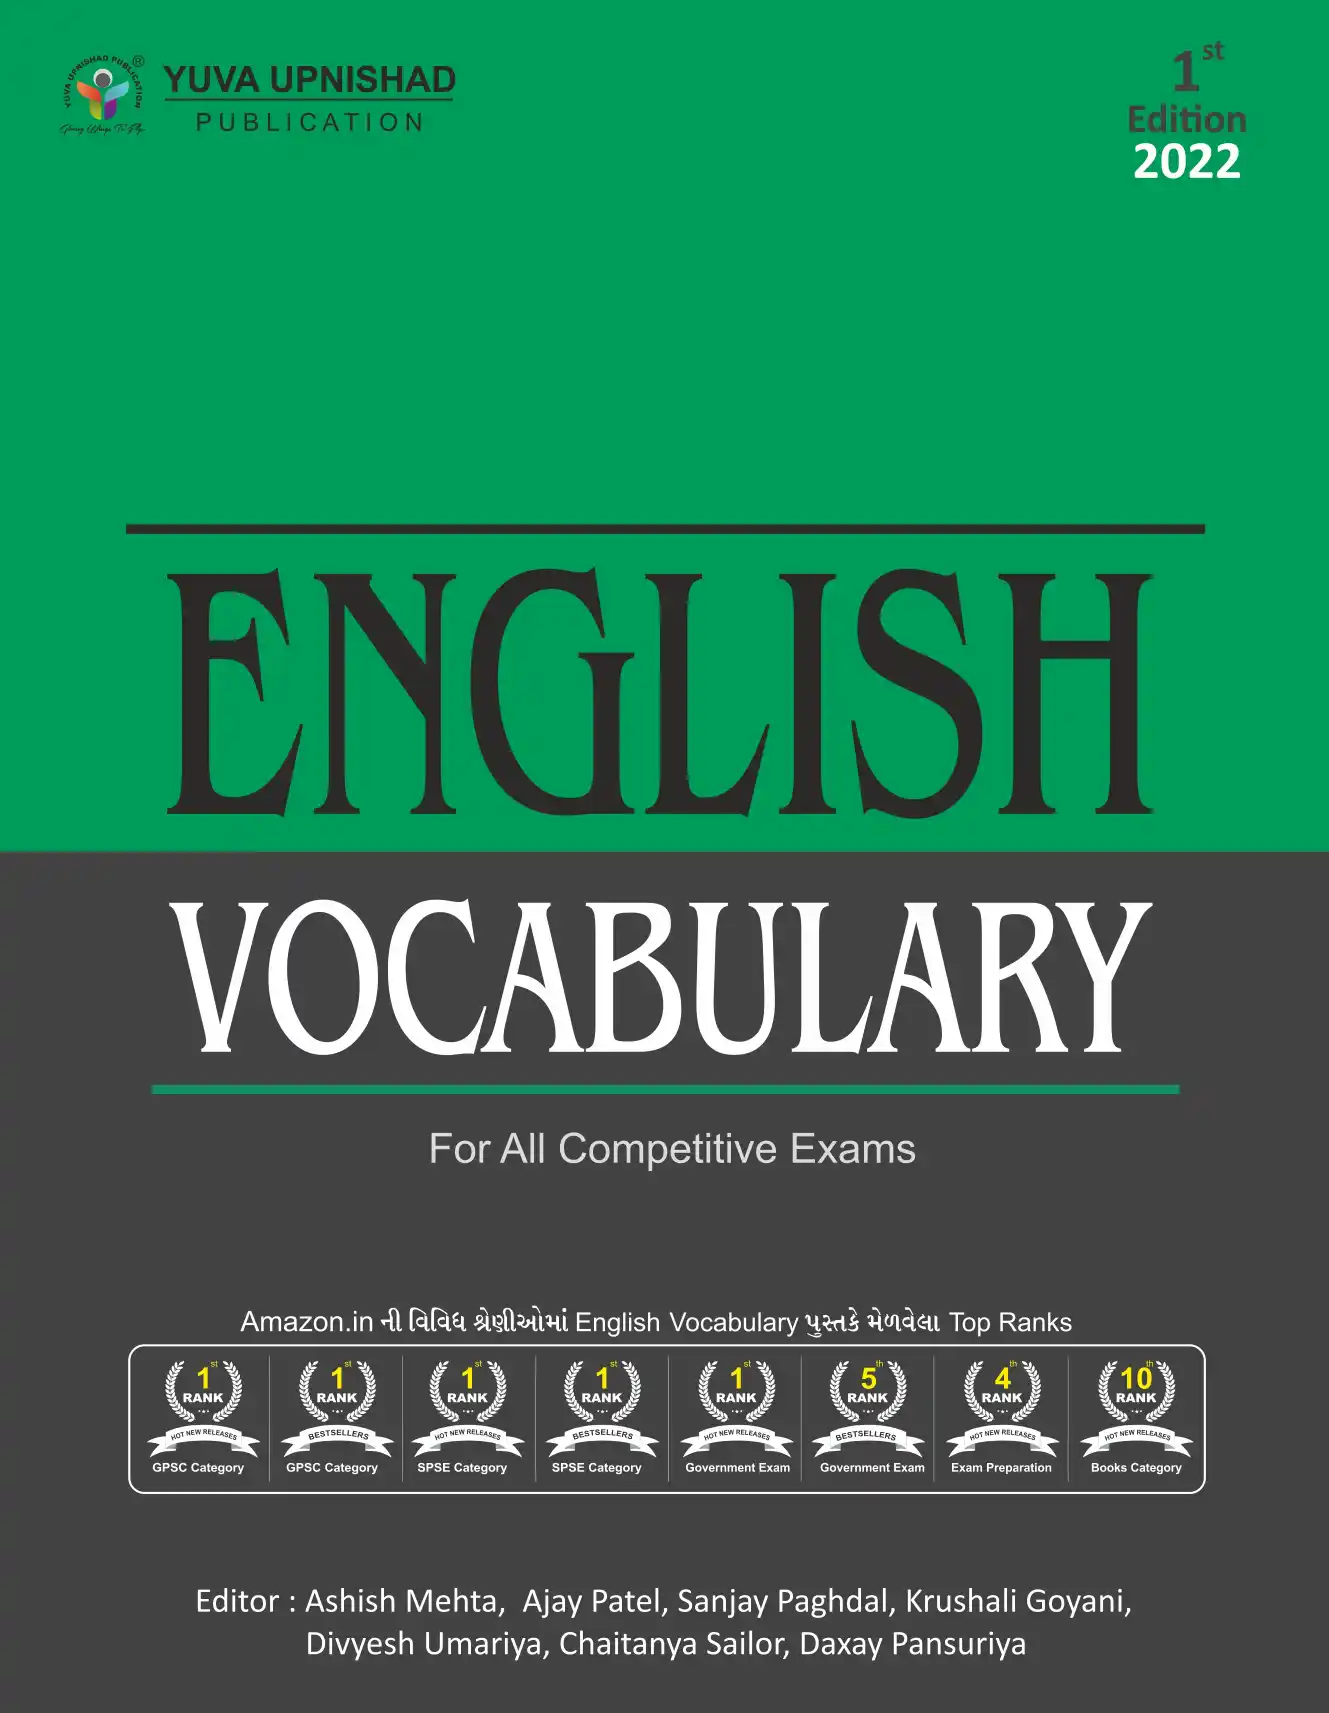 YUVA UPNISHAD PUBLICATION ®
YUVA UPNISHAD
PUBLICATION
1st
Edition
2022
ENGLISH
VOCABULARY
For All Competitive Exams
Amazon.in ની વિવિધ શ્રેણીઓમાં English Vocabulary પુસ્તકે મેળવેલા Top Ranks
1st RANK HOT NEW RELEASES GPSC Category
1st RANK BESTSELLERS GPSC Category
1st RANK HOT NEW RELEASES SPSE Category
1st RANK BESTSELLERS SPSE Category
1st RANK HOT NEW RELEASES Government Exam
5th RANK BESTSELLERS Government Exam
4th RANK HOT NEW RELEASES Exam Preparation
10th RANK HOT NEW RELEASES Books Category
Editor : Ashish Mehta, Ajay Patel, Sanjay Paghdal, Krushali Goyani,
Divyesh Umariya, Chaitanya Sailor, Daxay Pansuriya